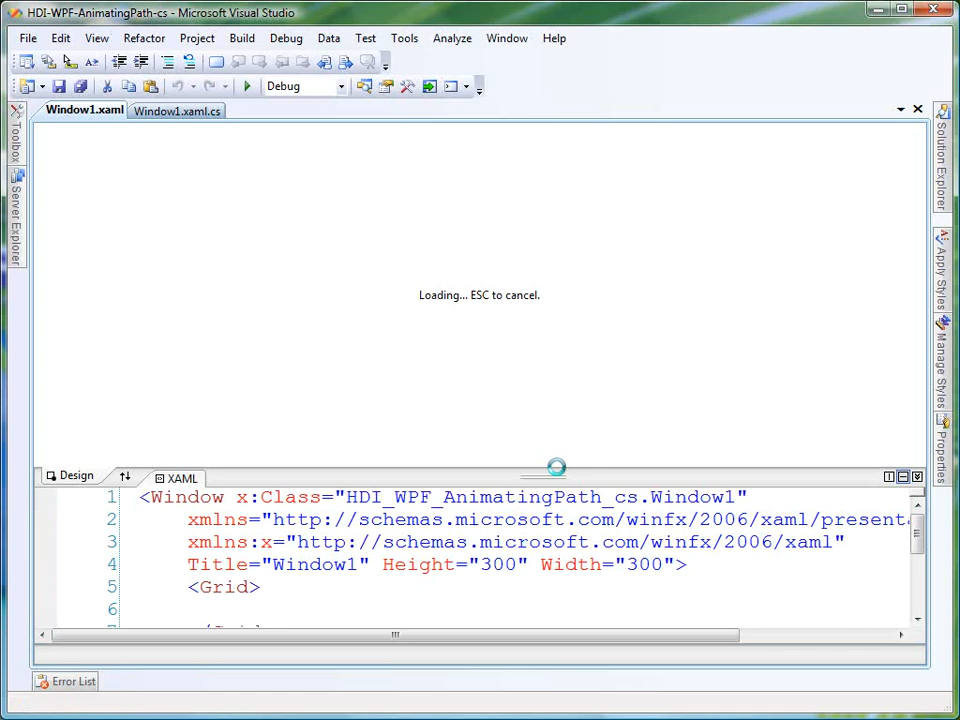 HDI-WPF-AnimatingPath-cs - Microsoft Visual Studio
File Edit View Refactor Project Build Debug Data Test Tools Analyze Window Help
Debug
Window1.xaml Window1.xaml.cs
Toolbox
Server Explorer
Loading... ESC to cancel.
Solution Explorer
Apply Styles
Manage Styles
Properties
Design XAML
1 <Window x:Class="HDI_WPF_AnimatingPath_cs.Window1"
2 xmlns="http://schemas.microsoft.com/winfx/2006/xaml/present
3 xmlns:x="http://schemas.microsoft.com/winfx/2006/xaml"
4 Title="Window1" Height="300" Width="300">
5 <Grid>
6
Error List